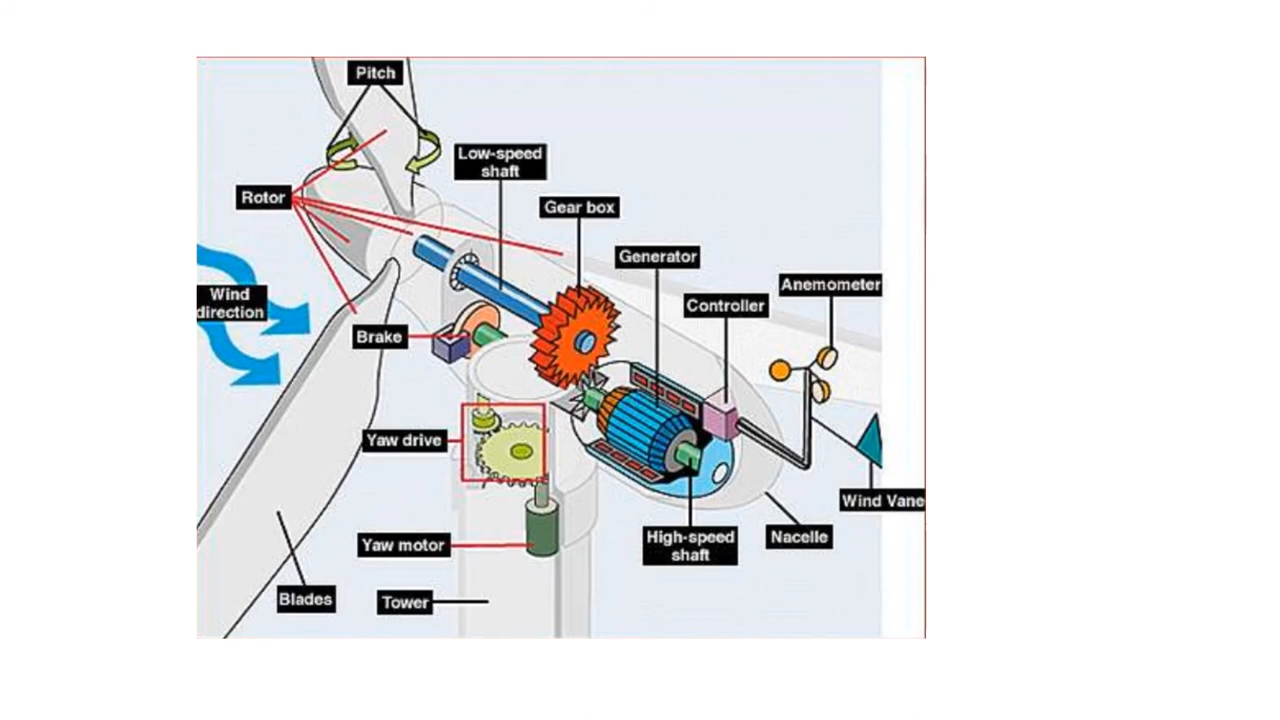 Pitch
Low-speed
shaft
Rotor
Gear box
Generator
Anemometer
Wind
direction
Controller
Brake
Yaw drive
Wind Vane
Yaw motor
High-speed
shaft
Nacelle
Blades
Tower